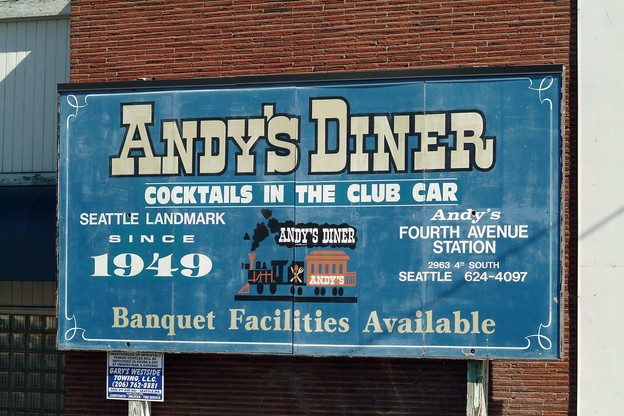 ANDY'S DINER
COCKTAILS IN THE CLUB CAR
SEATTLE LANDMARK
SINCE
1949
ANDY'S DINER
ANDY'S
Andy's
FOURTH AVENUE
STATION
2963 4TH SOUTH
SEATTLE 624-4097
Banquet Facilities Available
GARY'S WESTSIDE
TOWING, L.L.C.
(206) 762-8881